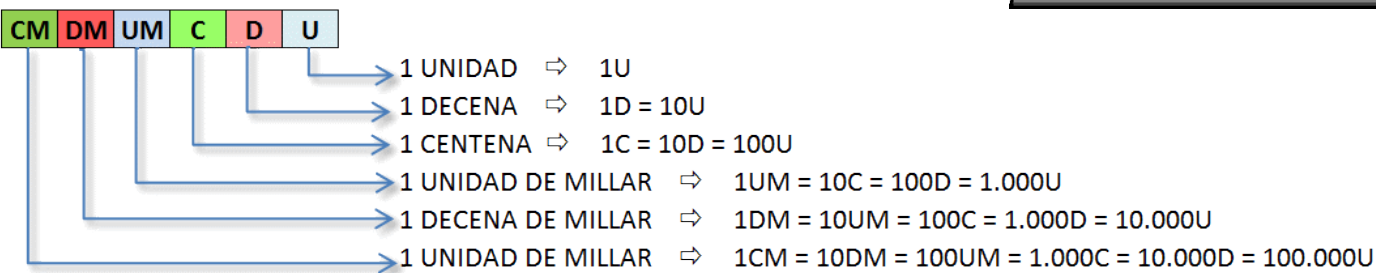 CM DM UM C D U
1 UNIDAD ⇨ 1U
1 DECENA ⇨ 1D = 10U
1 CENTENA ⇨ 1C = 10D = 100U
1 UNIDAD DE MILLAR ⇨ 1UM = 10C = 100D = 1.000U
1 DECENA DE MILLAR ⇨ 1DM = 10UM = 100C = 1.000D = 10.000U
1 UNIDAD DE MILLAR ⇨ 1CM = 10DM = 100UM = 1.000C = 10.000D = 100.000U